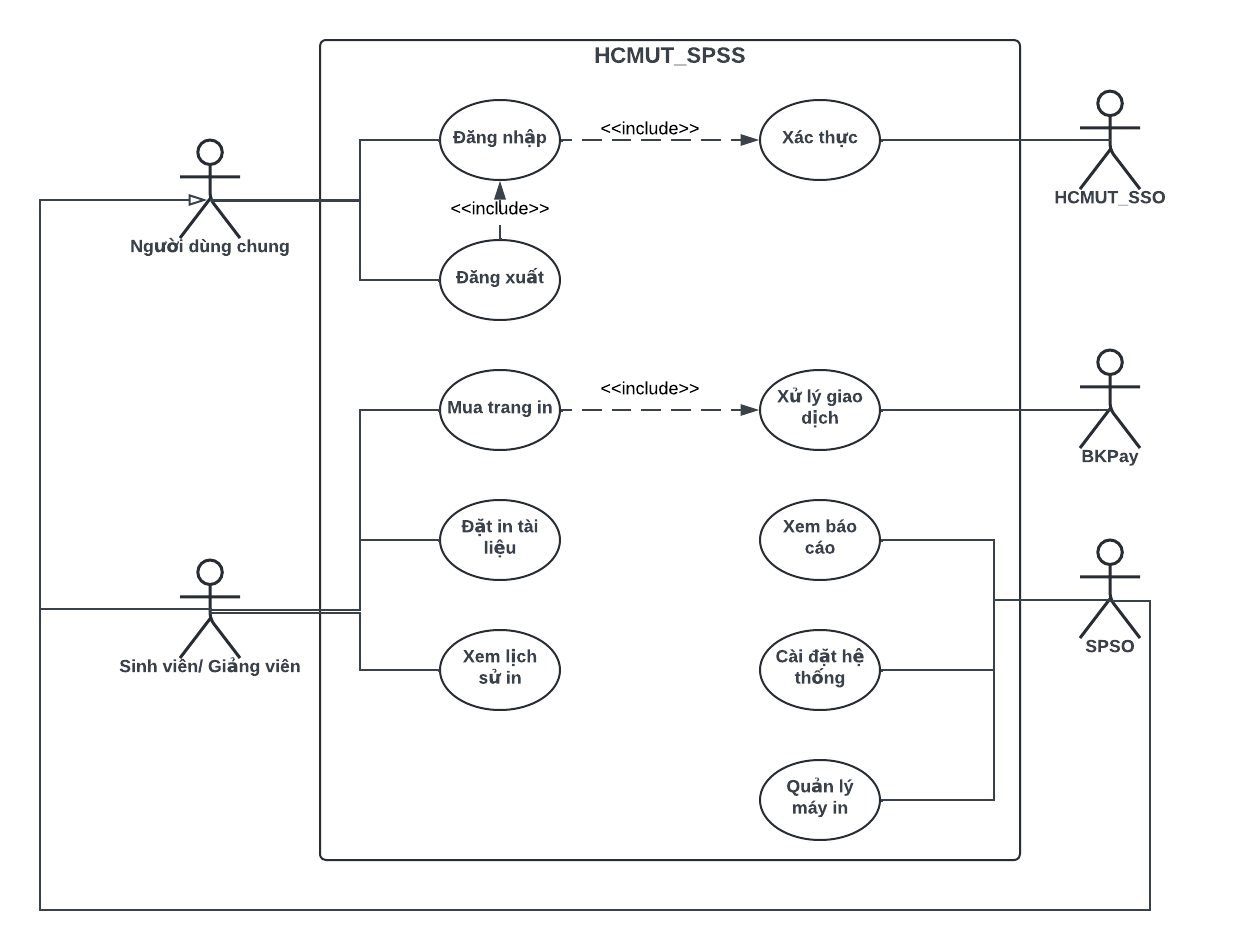 HCMUT_SPSS
Đăng nhập
<<include>>
Xác thực
HCMUT_SSO
Người dùng chung
<<include>>
Đăng xuất
Mua trang in
<<include>>
Xử lý giao
dịch
BKPay
Đặt in tài
liệu
Xem báo
cáo
SPSO
Sinh viên/ Giảng viên
Xem lịch
sử in
Cài đặt hệ
thống
Quản lý
máy in